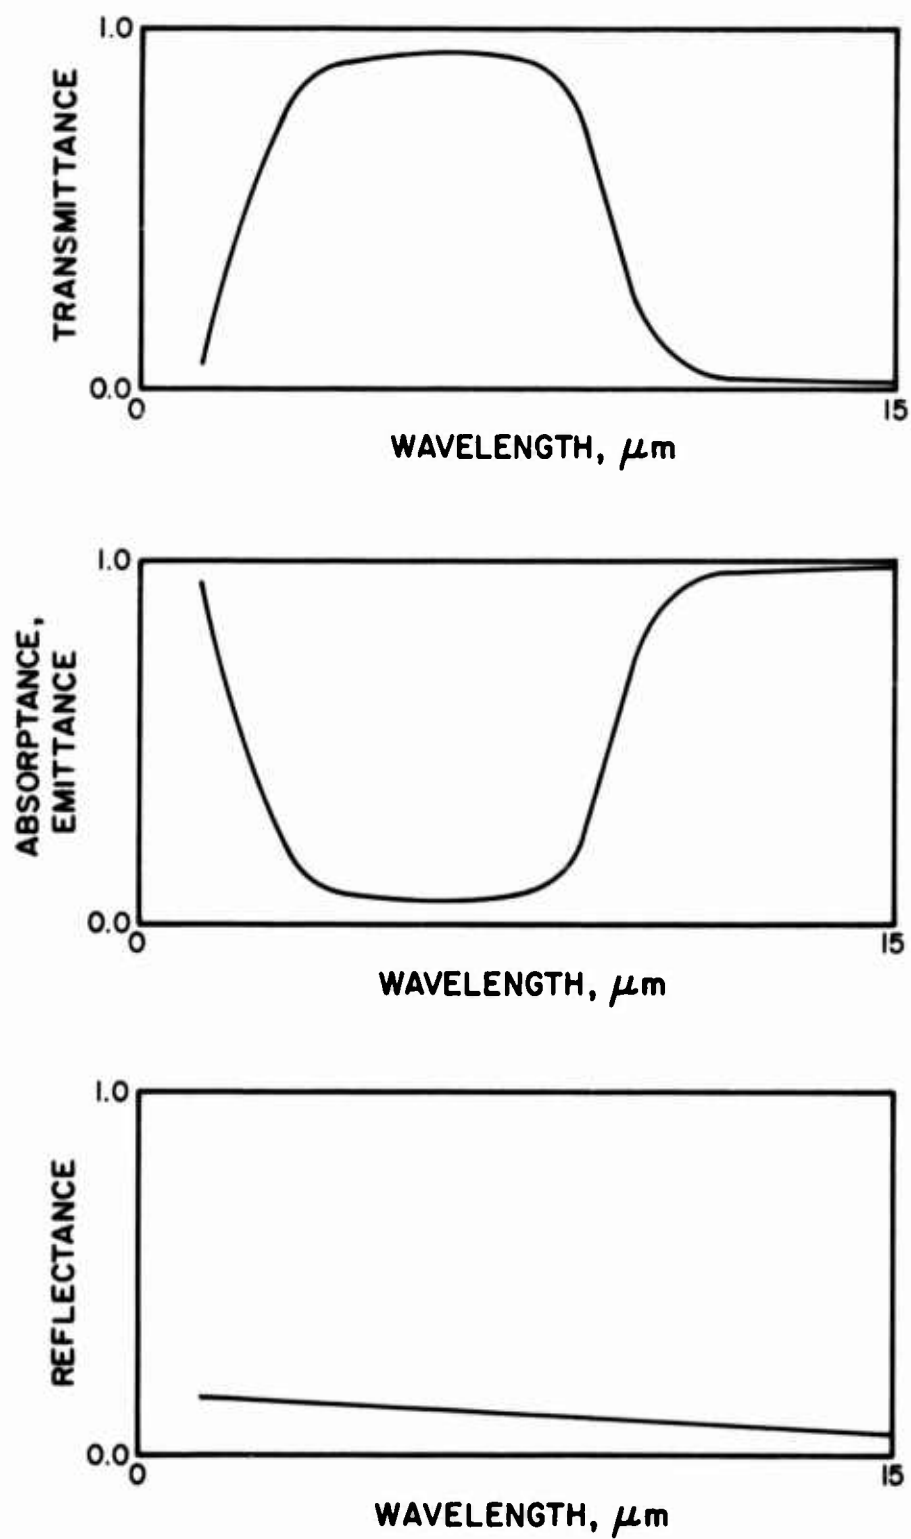 1.0
TRANSMITTANCE
0.0
0
15
WAVELENGTH, μm
1.0
ABSORPTANCE,
EMITTANCE
0.0
0
15
WAVELENGTH, μm
1.0
REFLECTANCE
0.0
0
15
WAVELENGTH, μm